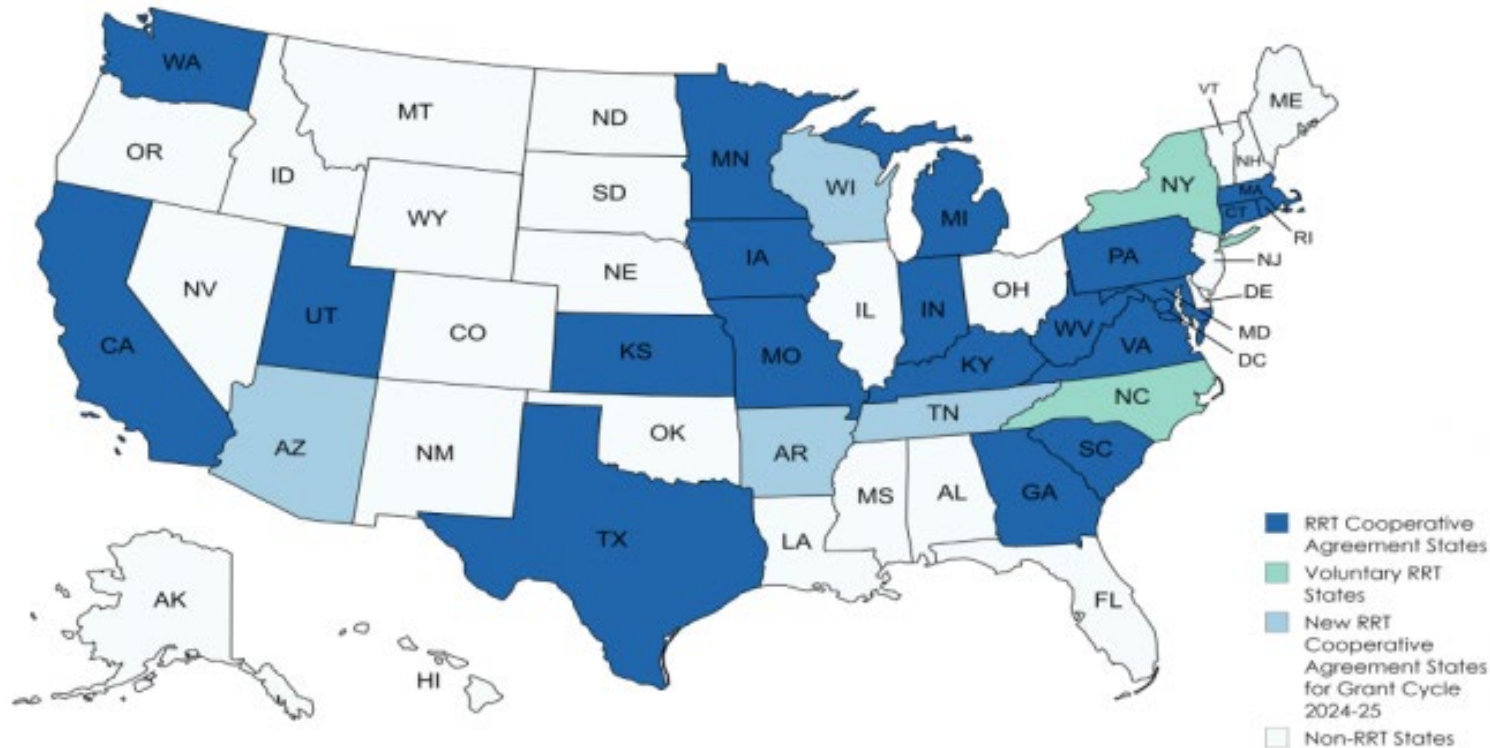 WA
MT
ND
MN
VT
ME
OR
ID
SD
WI
NY
NH
MA
WY
MI
CT
RI
IA
PA
NJ
NV
NE
OH
DE
UT
IL
IN
MD
CA
CO
KS
MO
WV
VA
DC
KY
NC
TN
AZ
NM
OK
AR
SC
MS
AL
GA
TX
LA
FL
AK
HI
RRT Cooperative
Agreement States
Voluntary RRT
States
New RRT
Cooperative
Agreement States
for Grant Cycle
2024-25
Non-RRT States